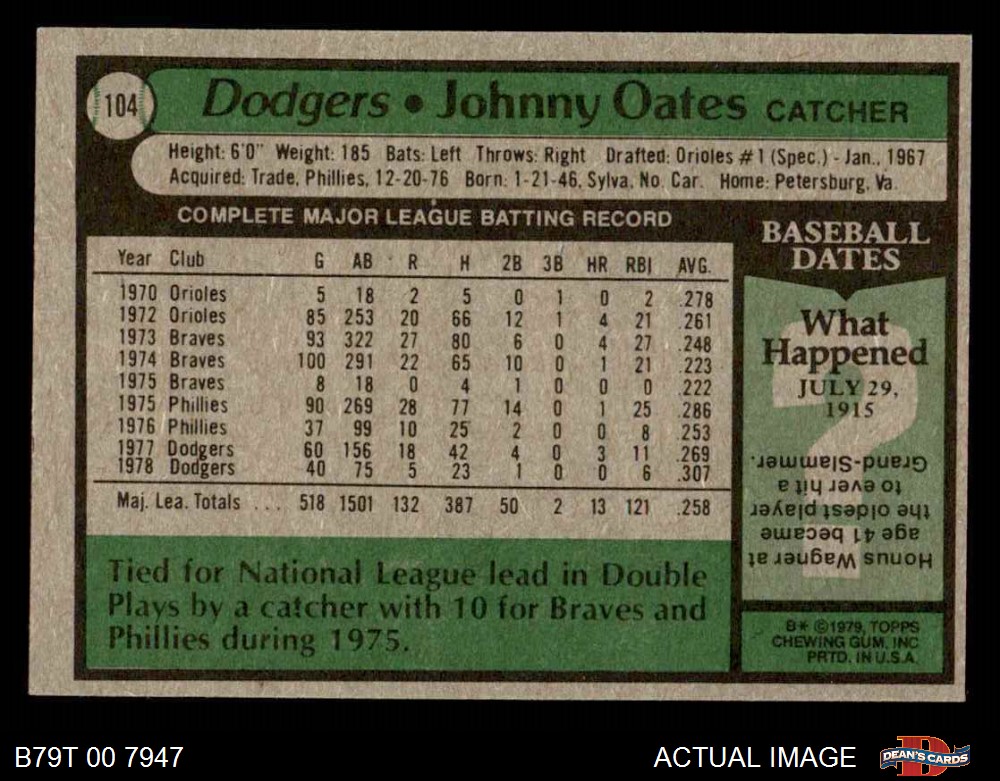 104
Dodgers • Johnny Oates CATCHER
Height: 6'0" Weight: 185 Bats: Left Throws: Right Drafted: Orioles #1 (Spec.) - Jan., 1967
Acquired: Trade, Phillies, 12-20-76 Born: 1-21-46, Sylva, No. Car. Home: Petersburg, Va.
COMPLETE MAJOR LEAGUE BATTING RECORD
Year Club G AB R H 2B 3B HR RBI AVG.
1970 Orioles 5 18 2 5 0 1 0 2 .278
1972 Orioles 85 253 20 66 12 1 4 21 .261
1973 Braves 93 322 27 80 6 0 4 27 .248
1974 Braves 100 291 22 65 10 0 1 21 .223
1975 Braves 8 18 0 4 1 0 0 0 .222
1975 Phillies 90 269 28 77 14 0 1 25 .286
1976 Phillies 37 99 10 25 2 0 0 8 .253
1977 Dodgers 60 156 18 42 4 0 3 11 .269
1978 Dodgers 40 75 5 23 1 0 0 6 .307
Maj. Lea. Totals ... 518 1501 132 387 50 2 13 121 .258
Tied for National League lead in Double
Plays by a catcher with 10 for Braves and
Phillies during 1975.
BASEBALL
DATES
What
Happened
JULY 29,
1915
Honus Wagner at
age 41 became
the oldest player
to ever to hit a
Grand-Slammer.
B* ©1979, TOPPS
CHEWING GUM, INC
PRTD. IN U.S.A.
B79T 00 7947
ACTUAL IMAGE
DEAN'S CARDS